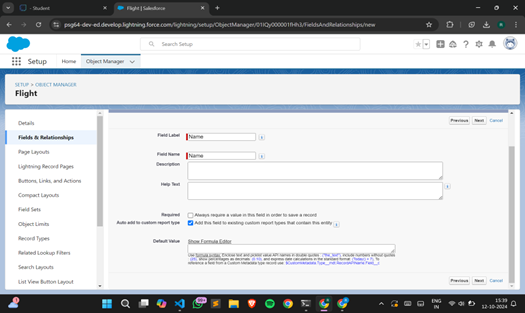 - Student
Flight | Salesforce
psg64-dev-ed.develop.lightning.force.com/lightning/setup/ObjectManager/01IQy000001fHhJ/FieldsAndRelationships/new
Search Setup
Setup
Home
Object Manager
SETUP > OBJECT MANAGER
Flight
Details
Fields & Relationships
Page Layouts
Lightning Record Pages
Buttons, Links, and Actions
Compact Layouts
Field Sets
Object Limits
Record Types
Related Lookup Filters
Search Layouts
List View Button Layout
Previous Next Cancel
Field Label Name
Field Name Name
Description
Help Text
Required Always require a value in this field in order to save a record
Auto add to custom report type Add this field to existing custom report types that contain this entity
Default Value Show Formula Editor
Use formula syntax: Enclose text and picklist value API names in double quotes : ("the_text"), include numbers without quotes
: (25), show percentages as decimals: (0.10), and express date calculations in the standard format: (Today() + 7). To
reference a field from a Custom Metadata type record use:
Previous Next Cancel
ENG
IN
15:39
12-10-2024